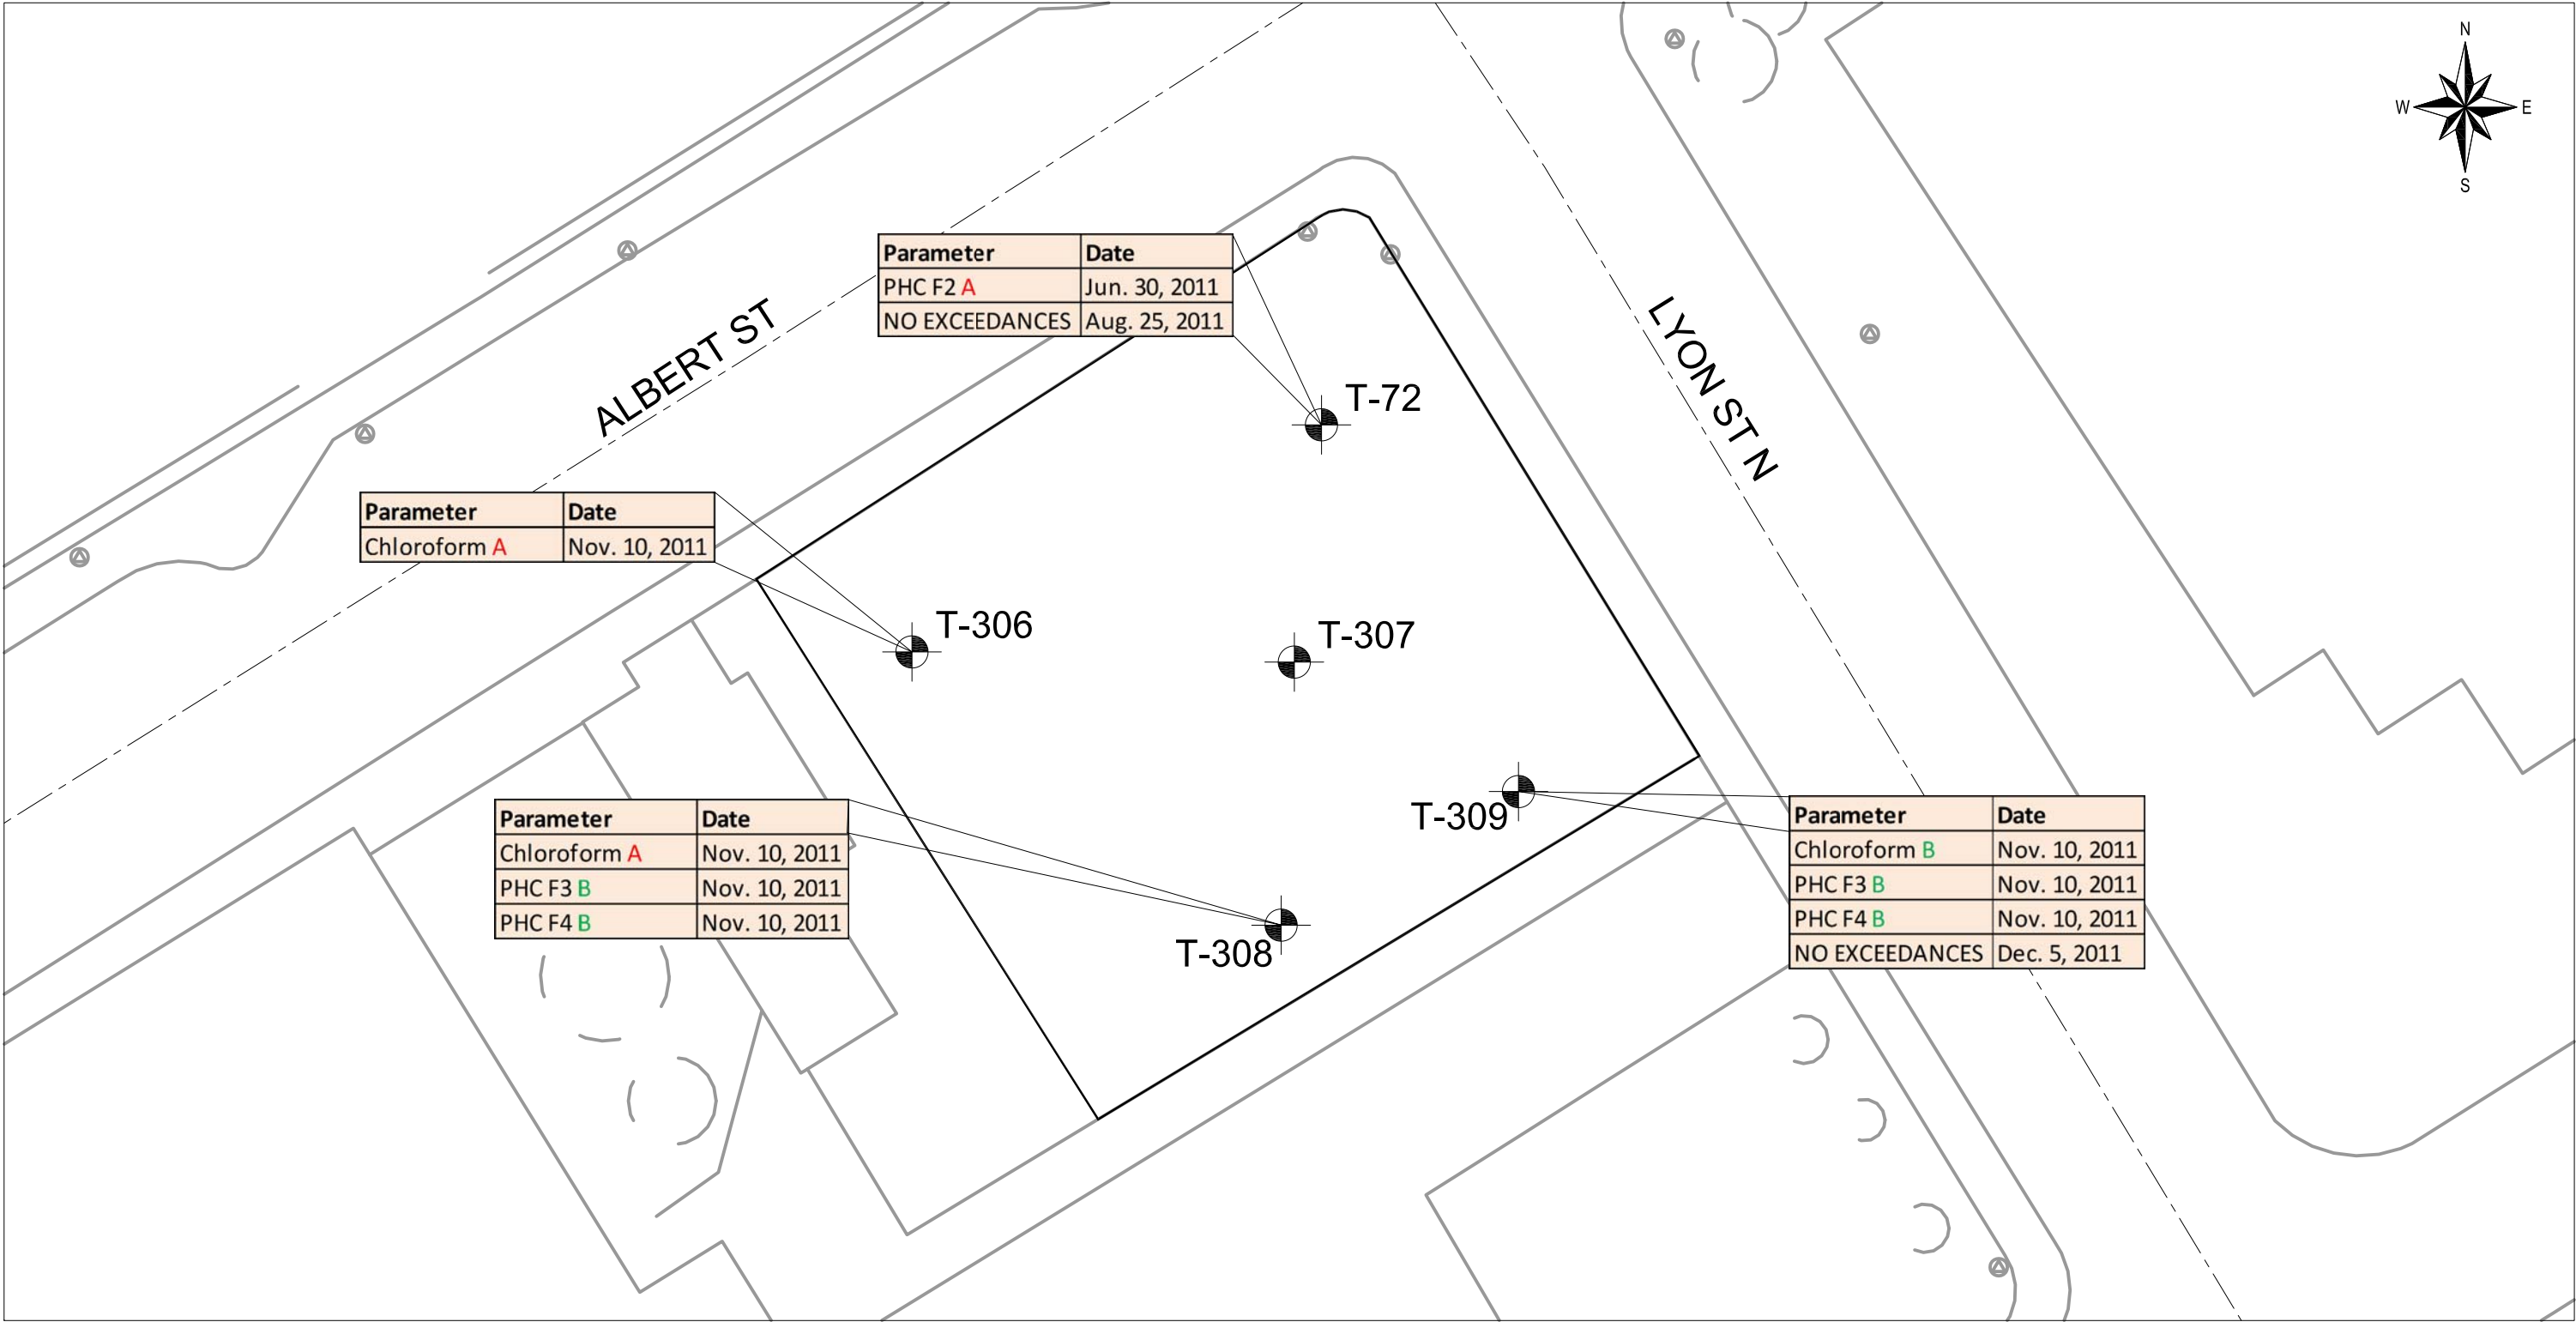 N
W E
S
Parameter Date
PHC F2 A Jun. 30, 2011
NO EXCEEDANCES Aug. 25, 2011
ALBERT ST
LYON ST N
T-72
Parameter Date
Chloroform A Nov. 10, 2011
T-306
T-307
Parameter Date
Chloroform A Nov. 10, 2011
PHC F3 B Nov. 10, 2011
PHC F4 B Nov. 10, 2011
T-308
T-309
Parameter Date
Chloroform B Nov. 10, 2011
PHC F3 B Nov. 10, 2011
PHC F4 B Nov. 10, 2011
NO EXCEEDANCES Dec. 5, 2011